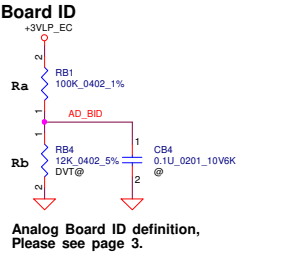 Board ID
+3VLP_EC
2
Ra
RB1
100K_0402_1%
1
AD_BID
1
1
Rb
RB4
12K_0402_5%
DVT@
CB4
0.1U_0201_10V6K
@
2
2
Analog Board ID definition,
Please see page 3.